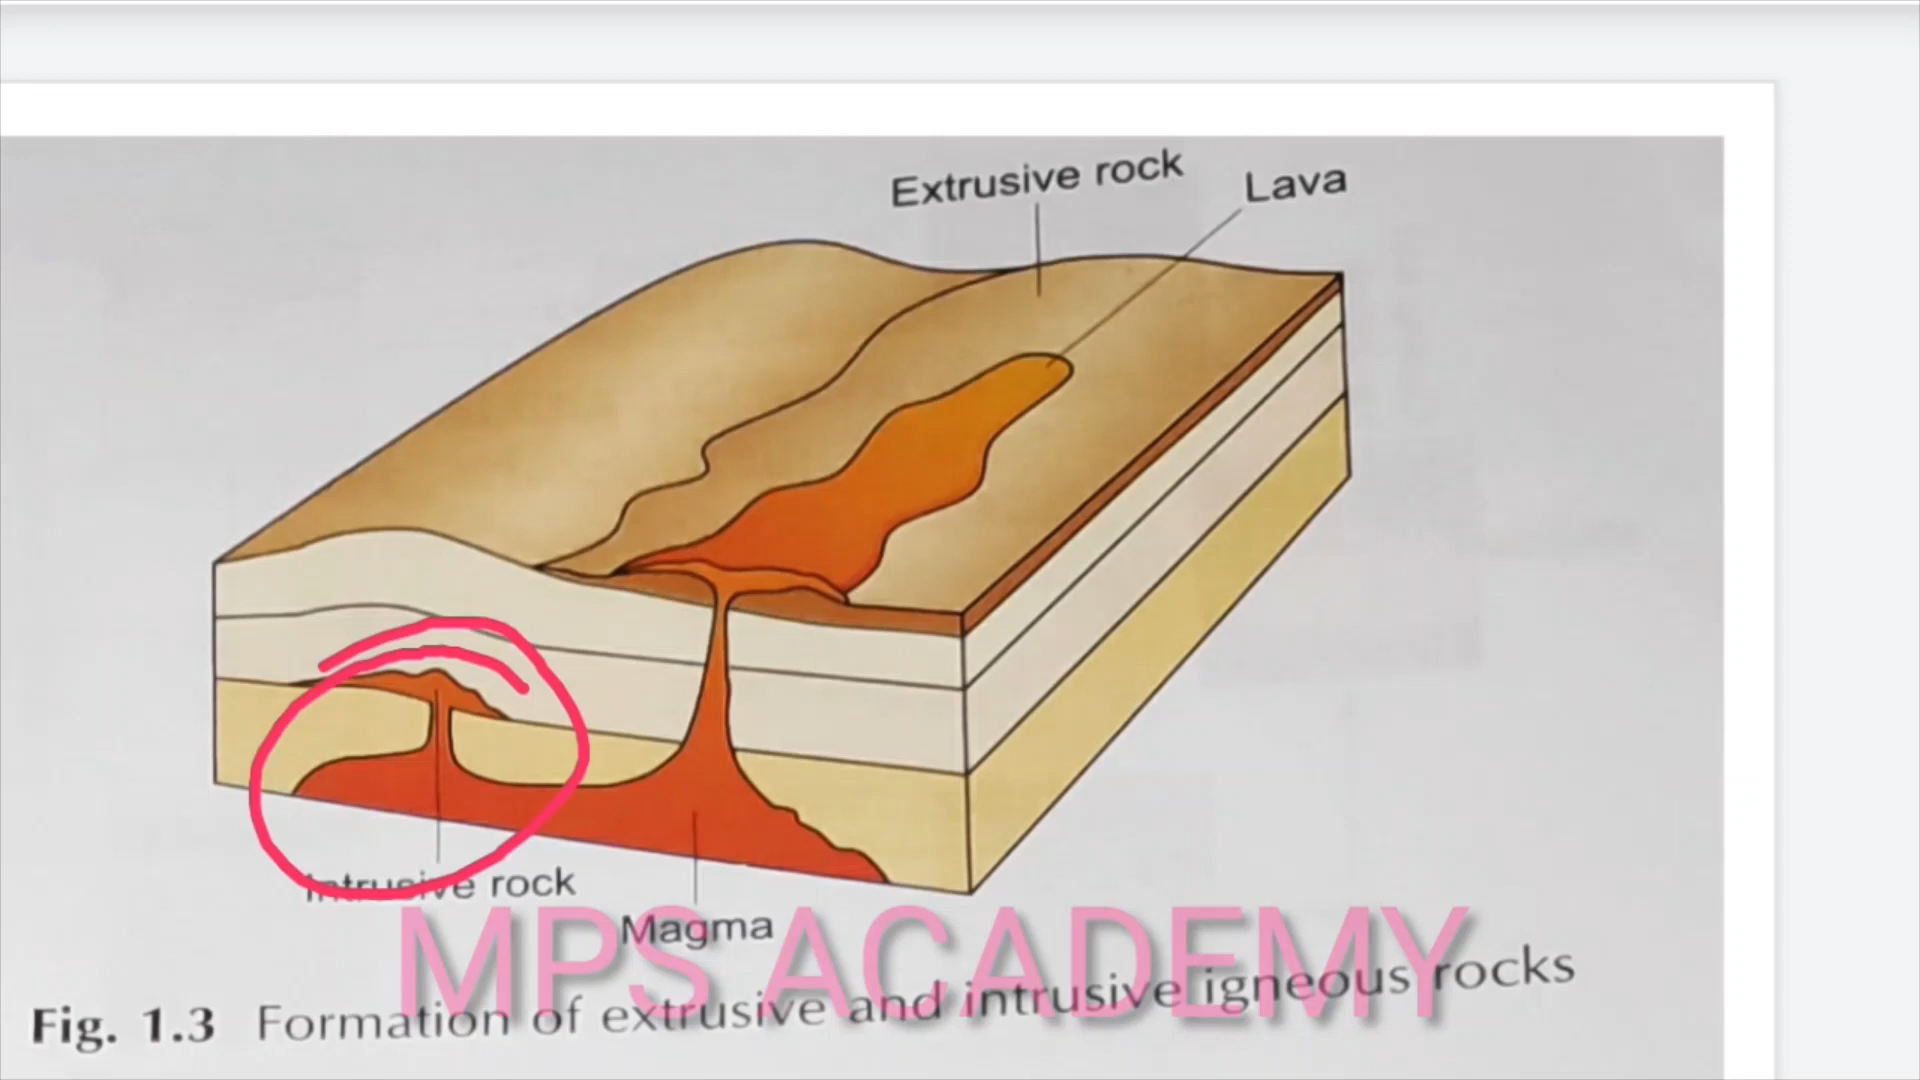 Extrusive rock
Lava
Intrusive rock
Magma
MPS ACADEMY
Fig. 1.3 Formation of extrusive and intrusive igneous rocks